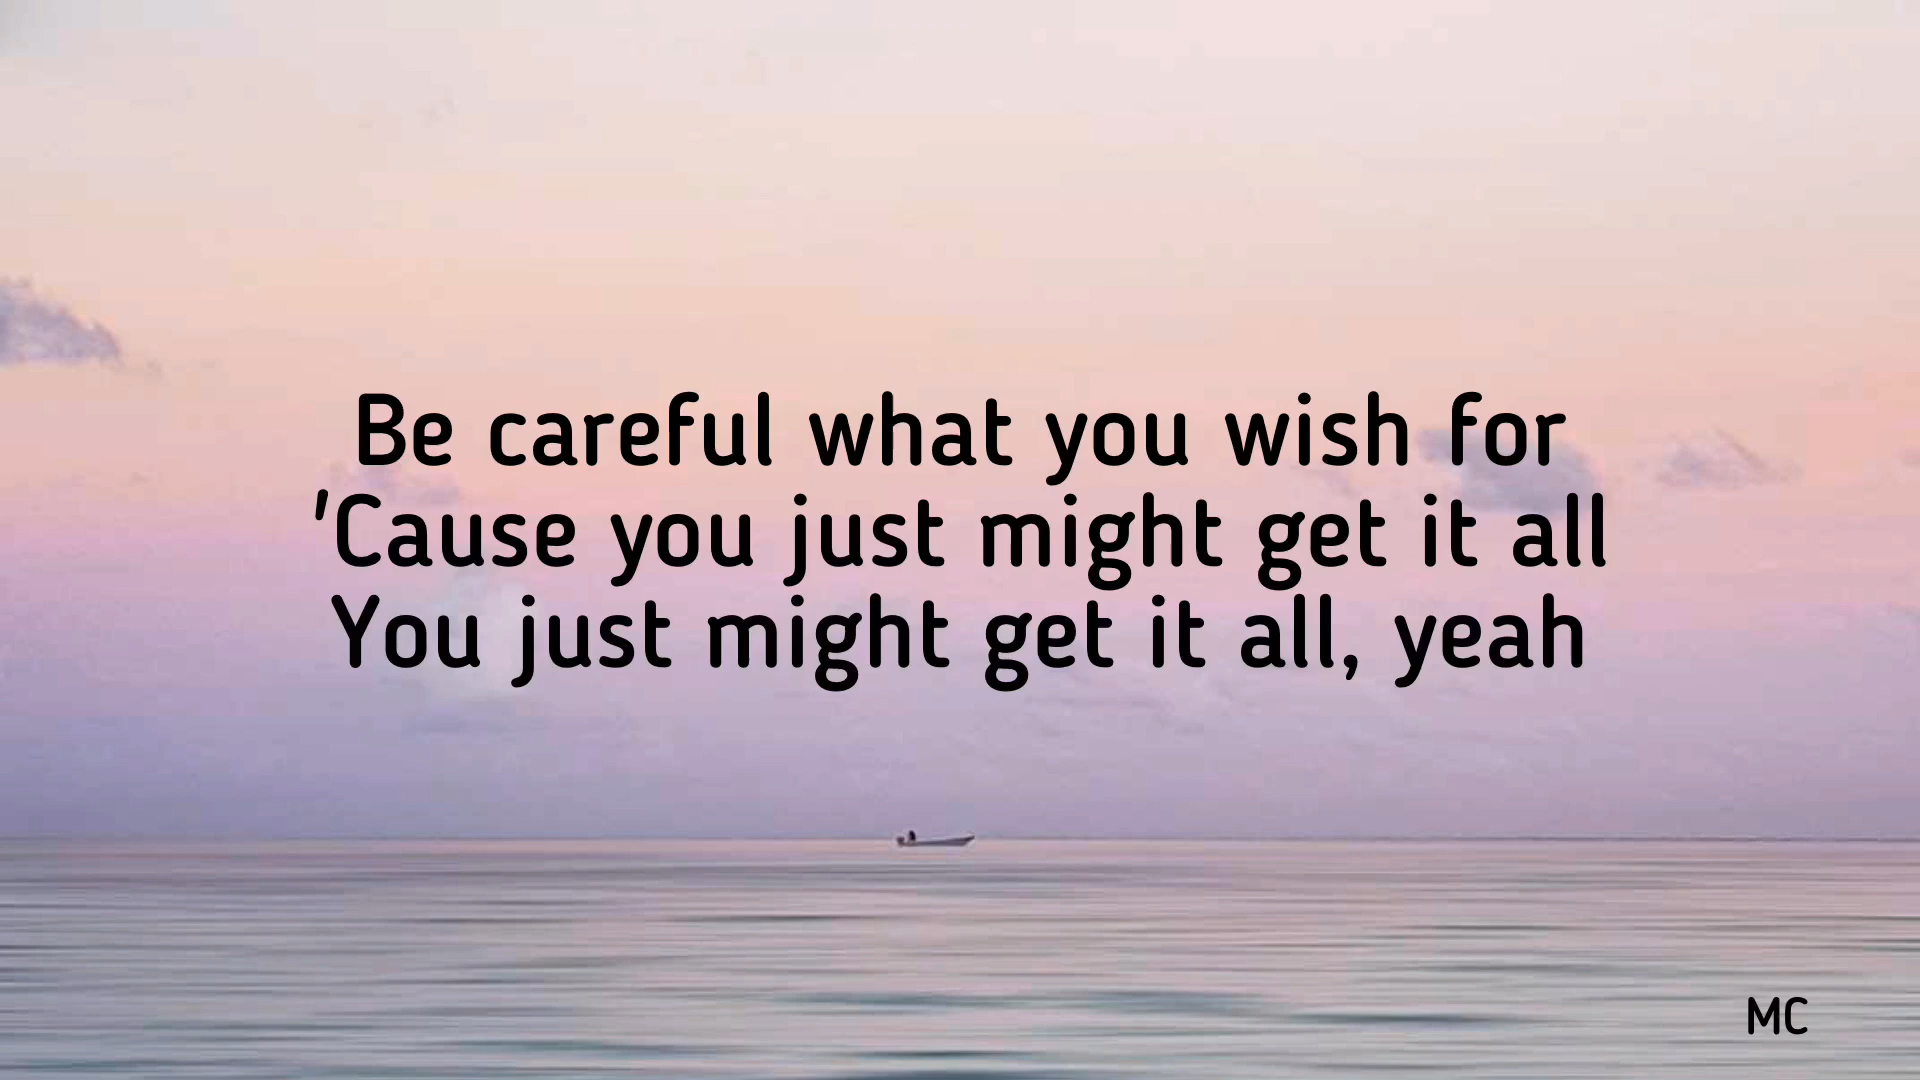 Be careful what you wish for
'Cause you just might get it all
You just might get it all, yeah
MC